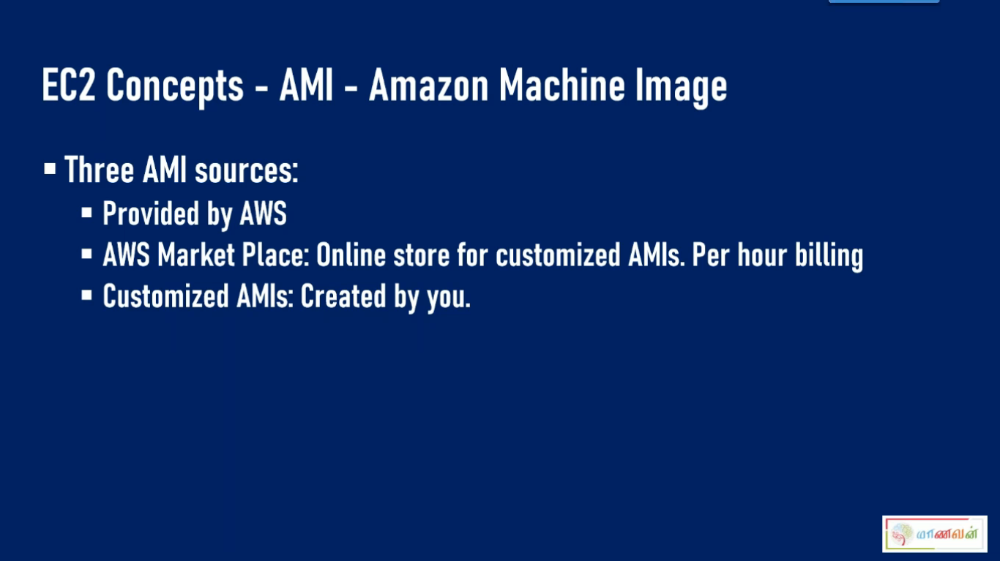 EC2 Concepts - AMI - Amazon Machine Image
▪ Three AMI sources:
▪ Provided by AWS
▪ AWS Market Place: Online store for customized AMIs. Per hour billing
▪ Customized AMIs: Created by you.
மாணவன்